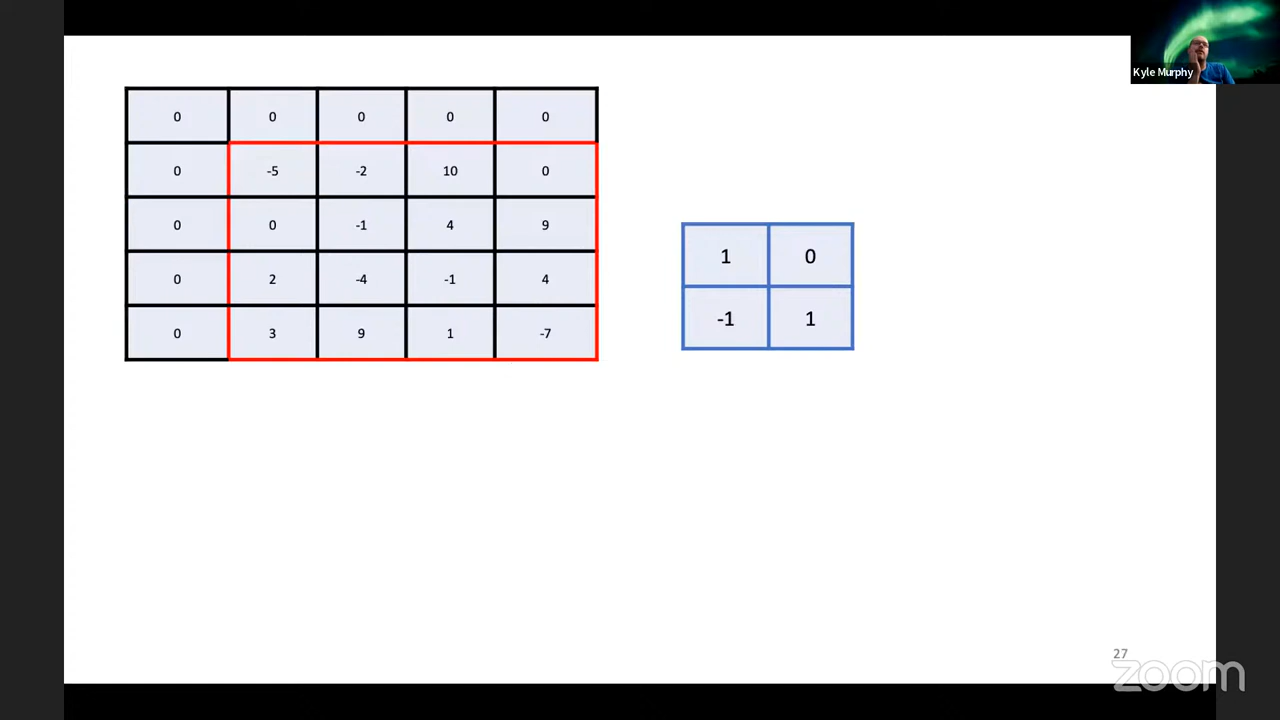 Kyle Murphy
0 0 0 0 0
0 -5 -2 10 0
0 0 -1 4 9
0 2 -4 -1 4
0 3 9 1 -7
1 0
-1 1
27
zoom